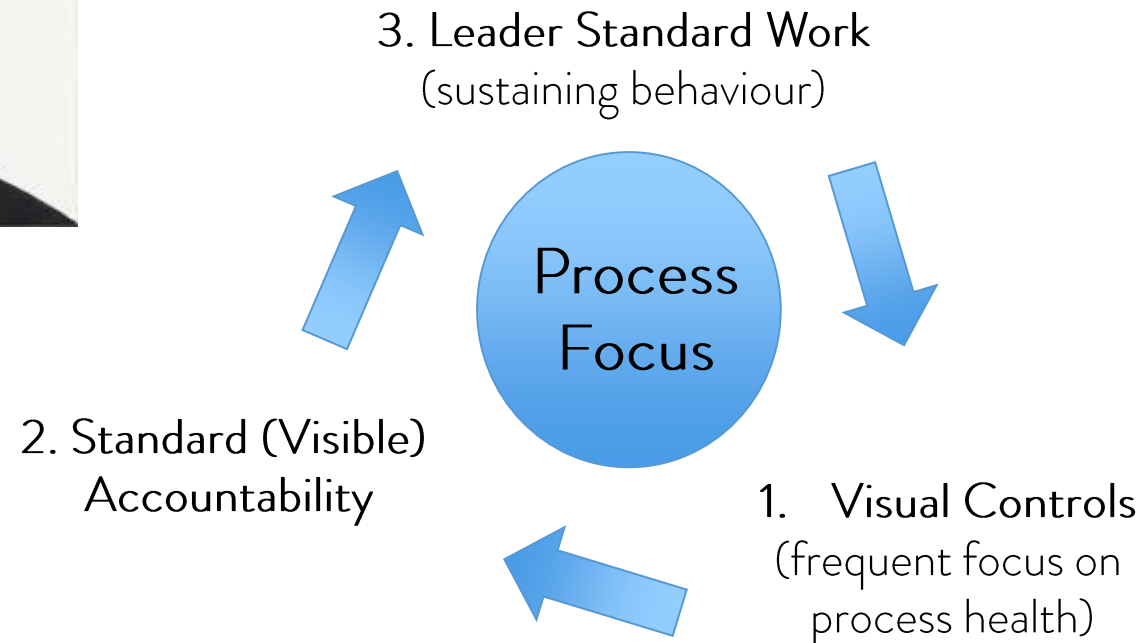 3. Leader Standard Work
(sustaining behaviour)
Process
Focus
2. Standard (Visible)
Accountability
1. Visual Controls
(frequent focus on
process health)